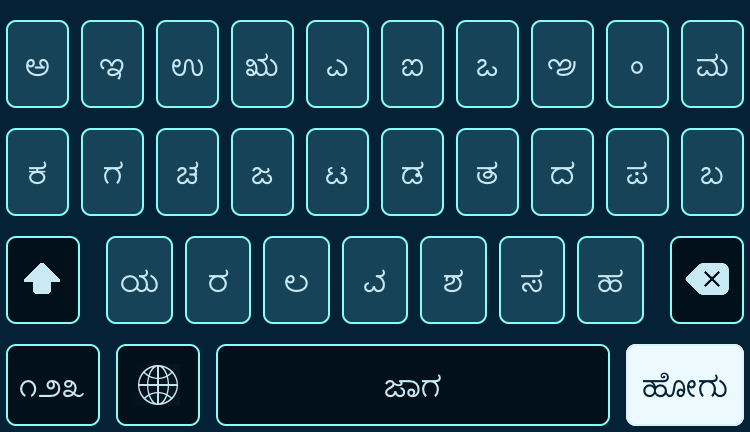 ಅ ಇ ಉ ಋ ಎ ಐ ಒ ಞ ಂ ಮ
ಕ ಗ ಚ ಜ ಟ ಡ ತ ದ ಪ ಬ
ಯ ರ ಲ ವ ಶ ಸ ಹ
೧೨೩ ಜಾಗ ಹೋಗು